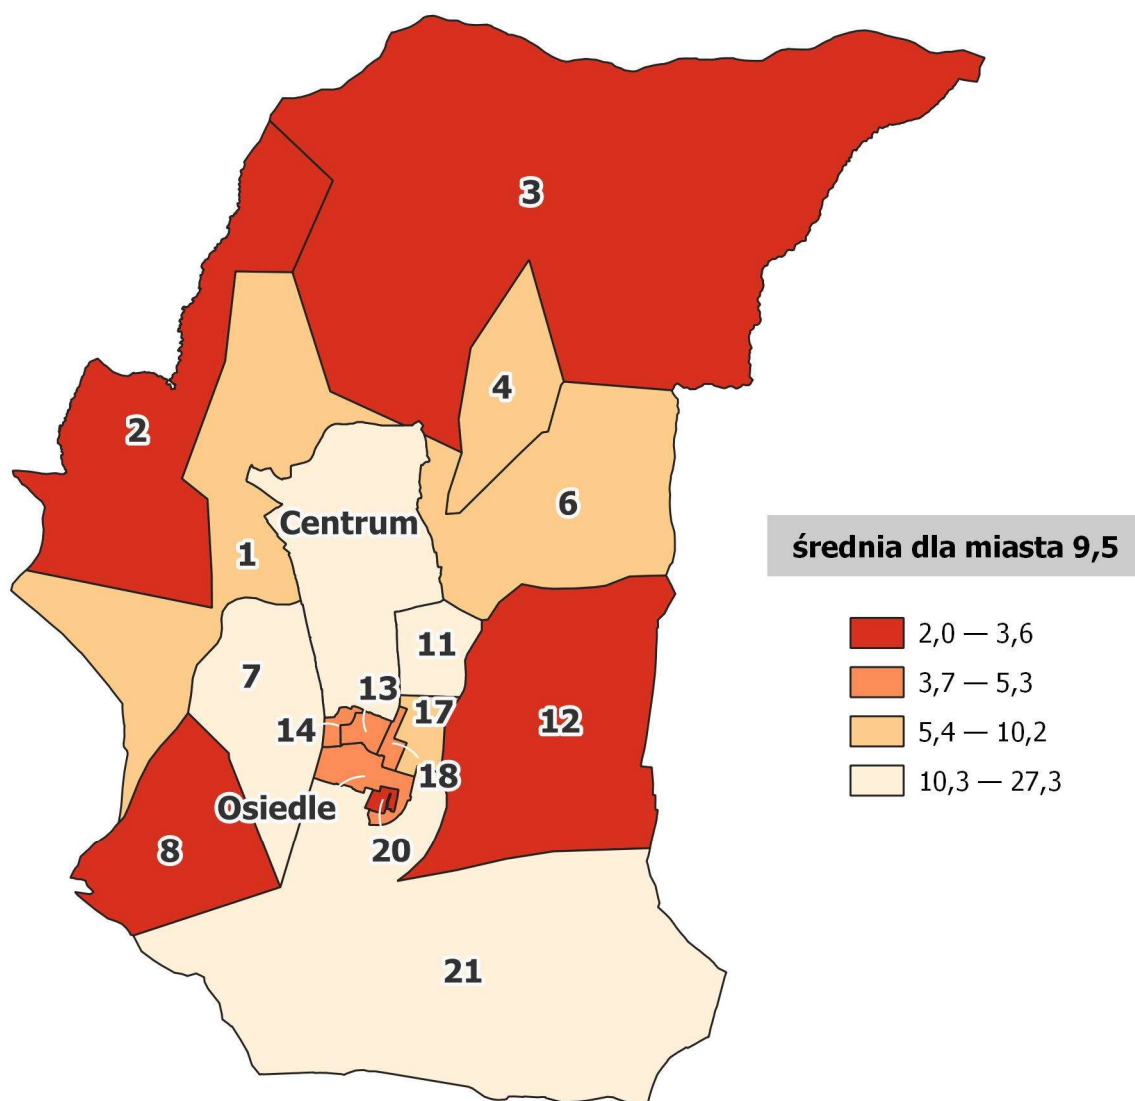 3
4
2
6
Centrum
średnia dla miasta 9,5
1
2,0 — 3,6
11
7
3,7 — 5,3
13
17
12
14
5,4 — 10,2
18
10,3 — 27,3
Osiedle
8
20
21